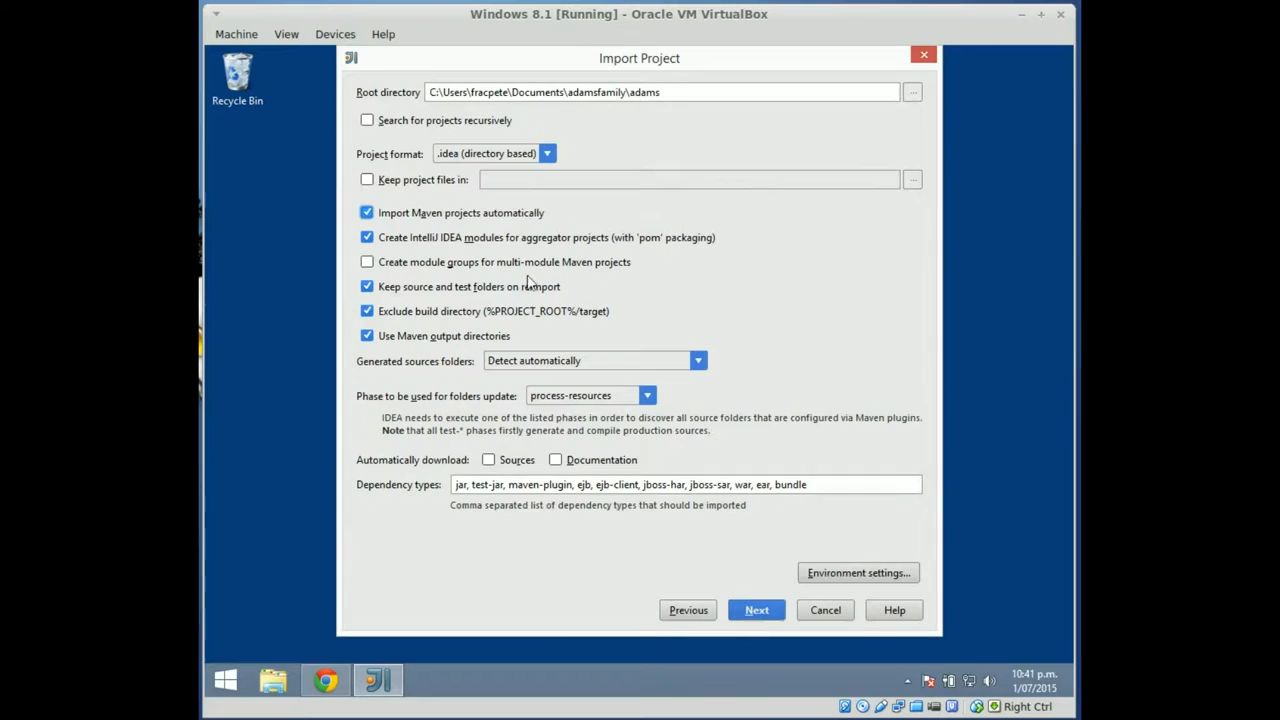 Windows 8.1 [Running] - Oracle VM VirtualBox
Machine View Devices Help
Recycle Bin
Import Project
Root directory C:\Users\fracpete\Documents\adamsfamily\adams ...
Search for projects recursively
Project format: .idea (directory based)
Keep project files in: ...
Import Maven projects automatically
Create IntelliJ IDEA modules for aggregator projects (with 'pom' packaging)
Create module groups for multi-module Maven projects
Keep source and test folders on reimport
Exclude build directory (%PROJECT_ROOT%/target)
Use Maven output directories
Generated sources folders: Detect automatically
Phase to be used for folders update: process-resources
IDEA needs to execute one of the listed phases in order to discover all source folders that are configured via Maven plugins.
Note that all test-* phases firstly generate and compile production sources.
Automatically download: Sources Documentation
Dependency types: jar, test-jar, maven-plugin, ejb, ejb-client, jboss-har, jboss-sar, war, ear, bundle
Comma separated list of dependency types that should be imported
Environment settings...
Previous Next Cancel Help
10:41 p.m.
1/07/2015
Right Ctrl